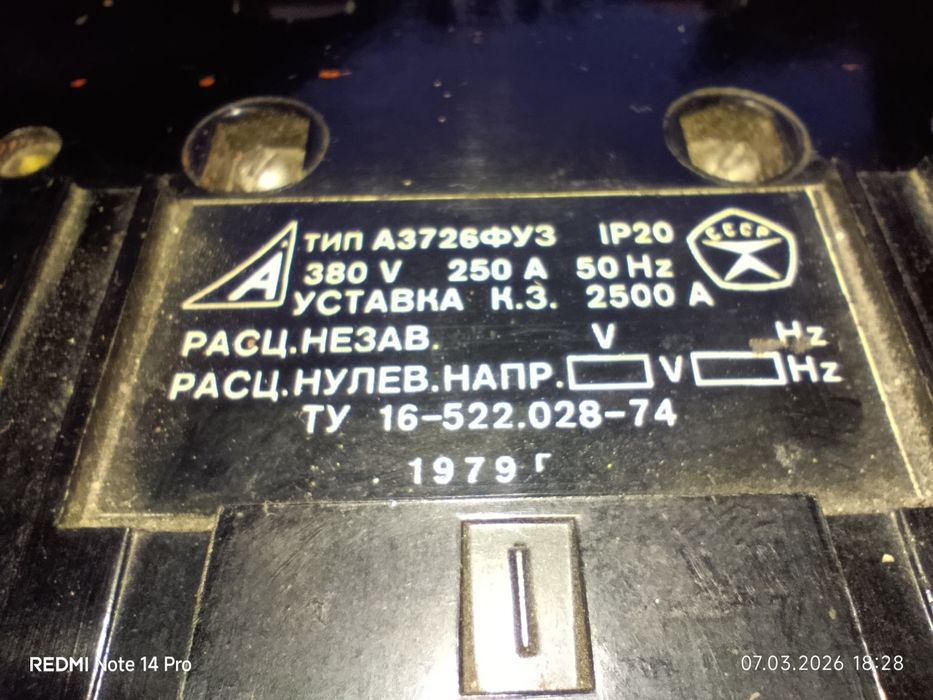 ТИП А3726ФУЗ IP20
СССР
А
380 V 250 А 50 Hz
УСТАВКА К.З. 2500 А
РАСЦ.НЕЗАВ. V Hz
РАСЦ.НУЛЕВ.НАПР. V Hz
ТУ 16-522.028-74
1979 г
REDMI Note 14 Pro
07.03.2026 18:28